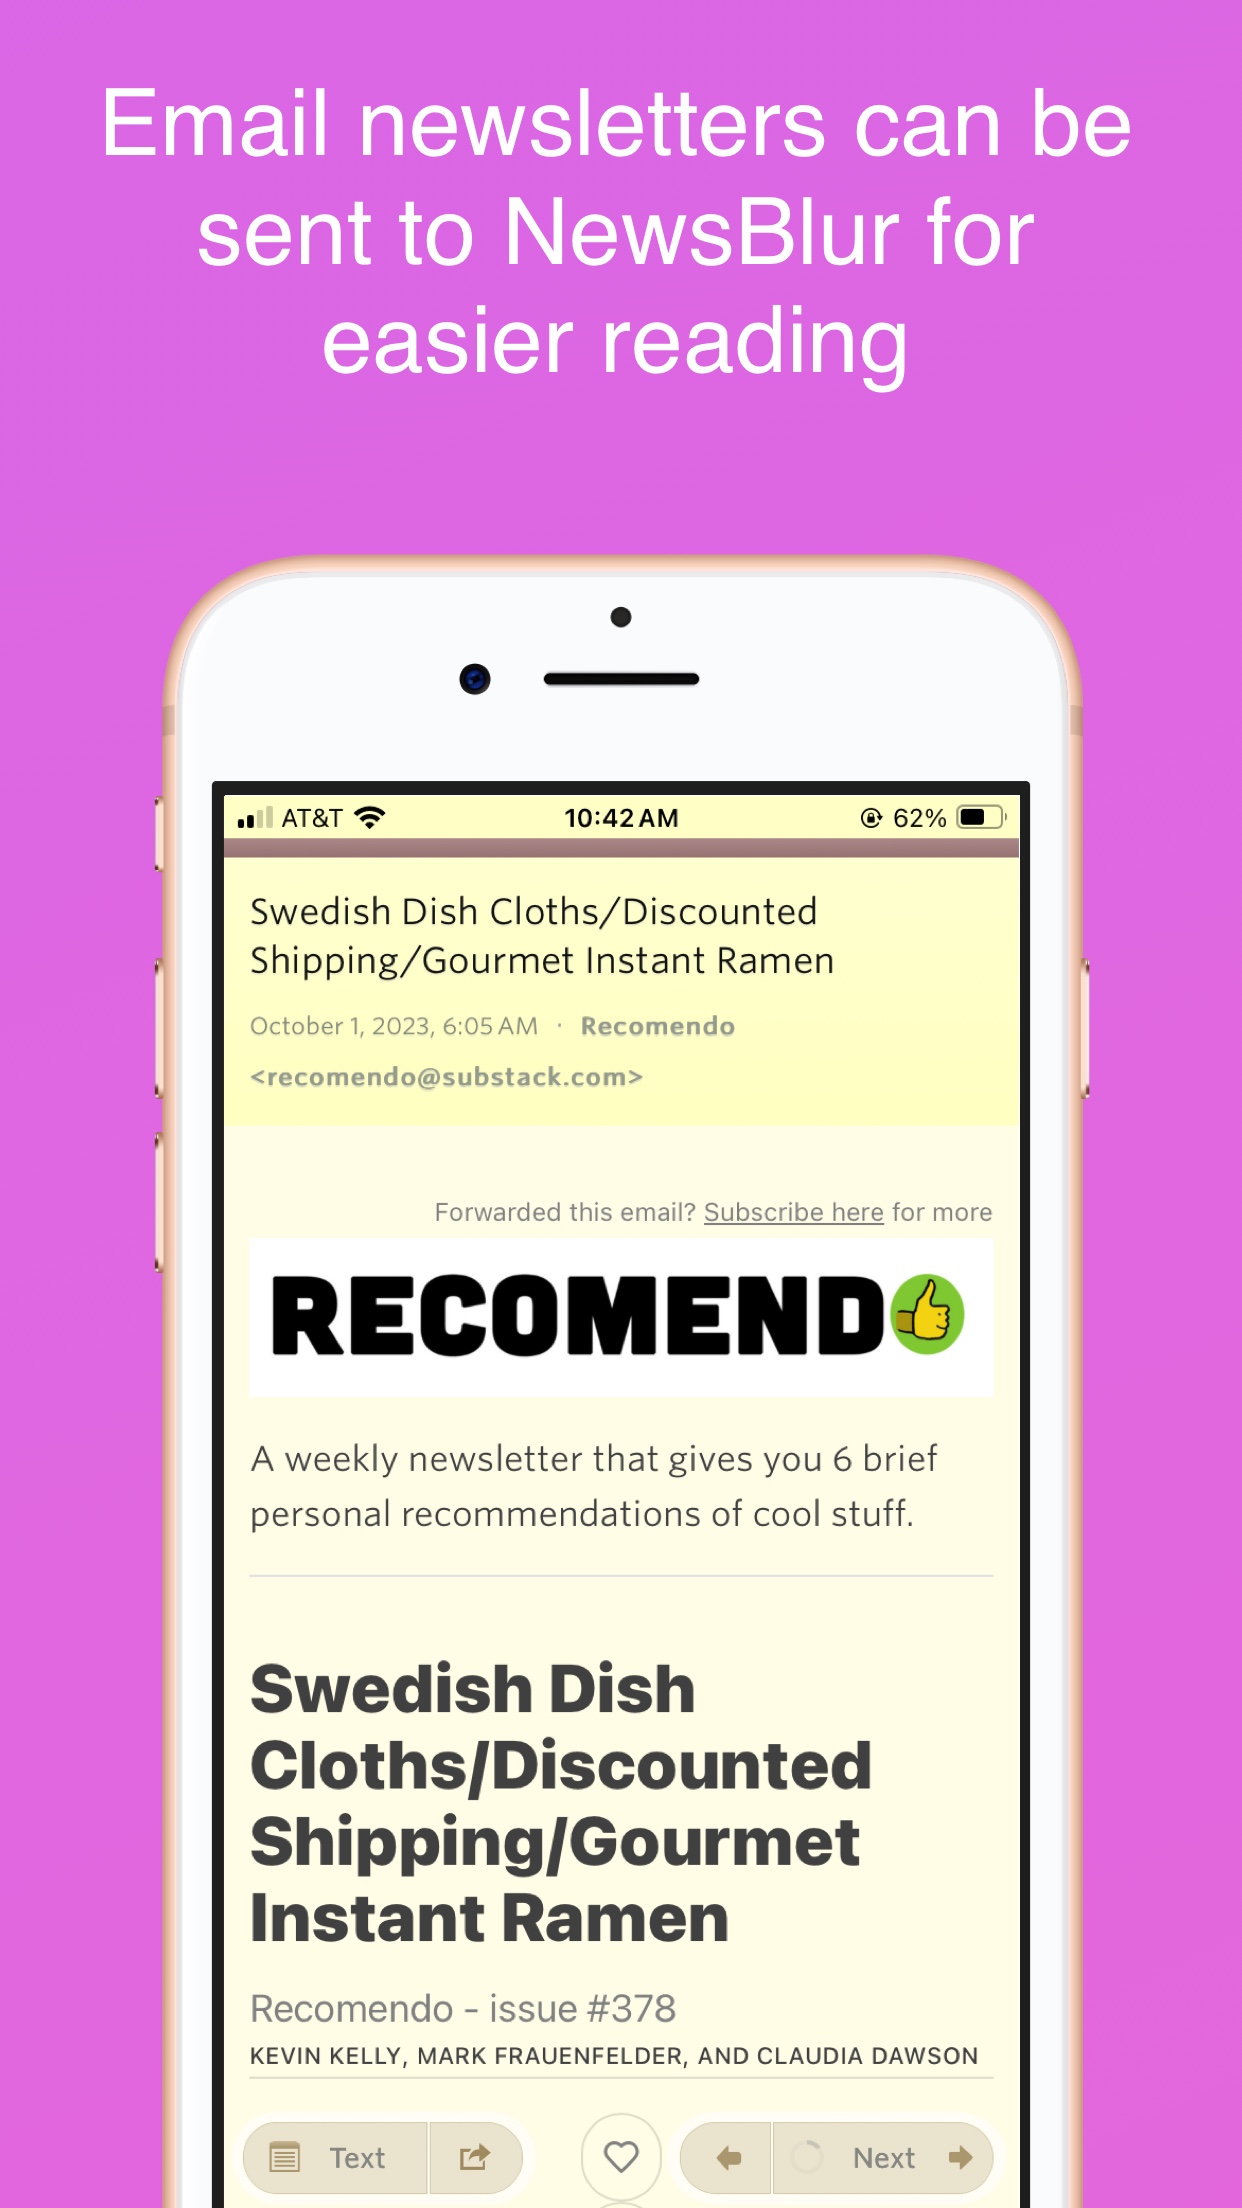 Email newsletters can be
sent to NewsBlur for
easier reading
AT&T 10:42 AM 62%
Swedish Dish Cloths/Discounted
Shipping/Gourmet Instant Ramen
October 1, 2023, 6:05 AM · Recomendo
<recomendo@substack.com>
Forwarded this email? Subscribe here for more
RECOMEND
A weekly newsletter that gives you 6 brief
personal recommendations of cool stuff.
Swedish Dish
Cloths/Discounted
Shipping/Gourmet
Instant Ramen
Recomendo - issue #378
KEVIN KELLY, MARK FRAUENFELDER, AND CLAUDIA DAWSON
Text Next